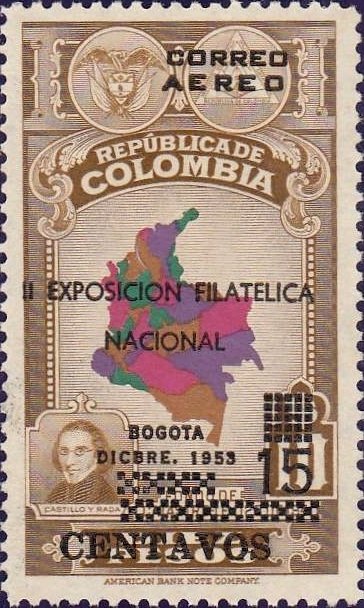 CORREO
AEREO
REPÚBLICA DE
COLOMBIA
II EXPOSICION FILATELICA
NACIONAL
BOGOTA
DICBRE. 1953
15
CASTILLO Y RADA
CENTAVOS
AMERICAN BANK NOTE COMPANY.